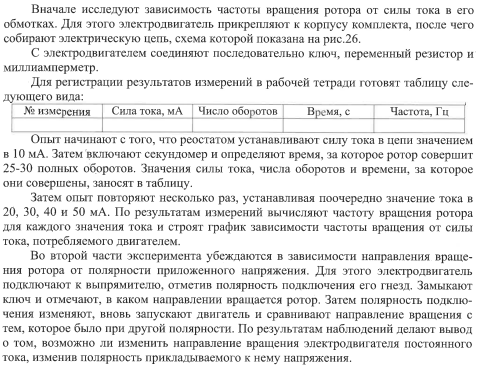 Вначале исследуют зависимость частоты вращения ротора от силы тока в его
обмотках. Для этого электродвигатель прикрепляют к корпусу комплекта, после чего
собирают электрическую цепь, схема которой показана на рис.26.
С электродвигателем соединяют последовательно ключ, переменный резистор и
миллиамперметр.
Для регистрации результатов измерений в рабочей тетради готовят таблицу сле-
дующего вида:
№ измерения Сила тока, мА Число оборотов Время, с Частота, Гц
Опыт начинают с того, что реостатом устанавливают силу тока в цепи значением
в 10 мА. Затем включают секундомер и определяют время, за которое ротор совершит
25-30 полных оборотов. Значения силы тока, числа оборотов и времени, за которое
они совершены, заносят в таблицу.
Затем опыт повторяют несколько раз, устанавливая поочередно значение тока в
20, 30, 40 и 50 мА. По результатам измерений вычисляют частоту вращения ротора
для каждого значения тока и строят график зависимости частоты вращения от силы
тока, потребляемого двигателем.
Во второй части эксперимента убеждаются в зависимости направления враще-
ния ротора от полярности приложенного напряжения. Для этого электродвигатель
подключают к выпрямителю, отметив полярность подключения его гнезд. Замыкают
ключ и отмечают, в каком направлении вращается ротор. Затем полярность подклю-
чения изменяют, вновь запускают двигатель и сравнивают направление вращения с
тем, которое было при другой полярности. По результатам наблюдений делают вывод
о том, возможно ли изменить направление вращения электродвигателя постоянного
тока, изменив полярность прикладываемого к нему напряжения.